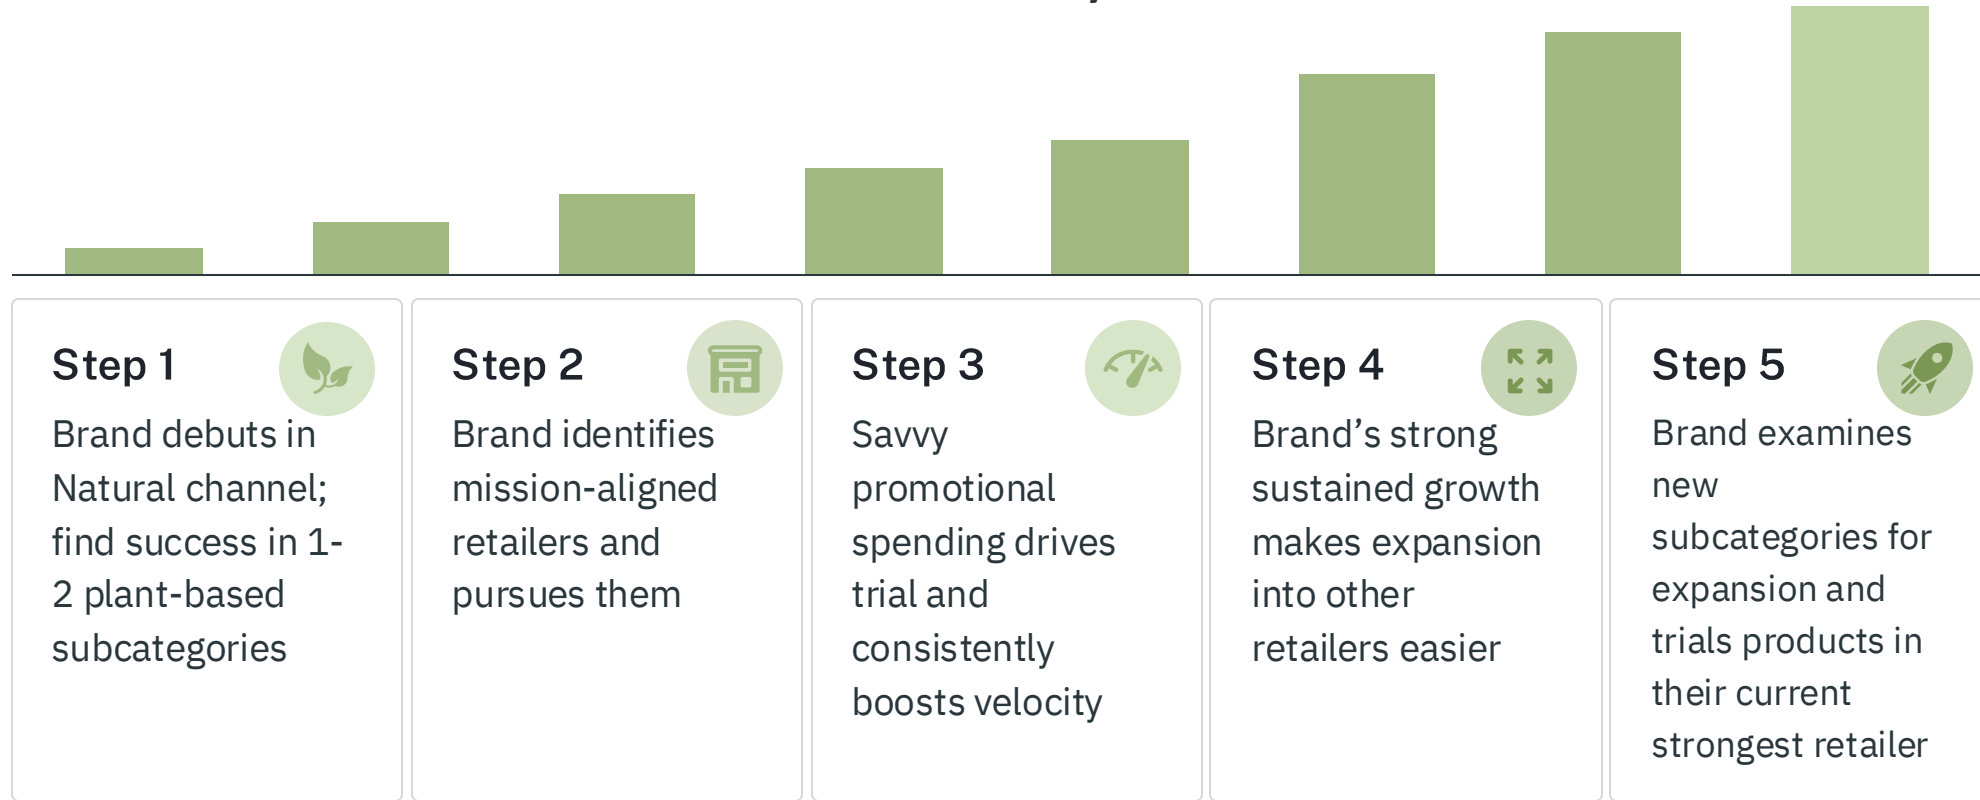 Step 1
Brand debuts in
Natural channel;
find success in 1-
2 plant-based
subcategories
Step 2
Brand identifies
mission-aligned
retailers and
pursues them
Step 3
Savvy
promotional
spending drives
trial and
consistently
boosts velocity
Step 4
Brand’s strong
sustained growth
makes expansion
into other
retailers easier
Step 5
Brand examines
new
subcategories for
expansion and
trials products in
their current
strongest retailer